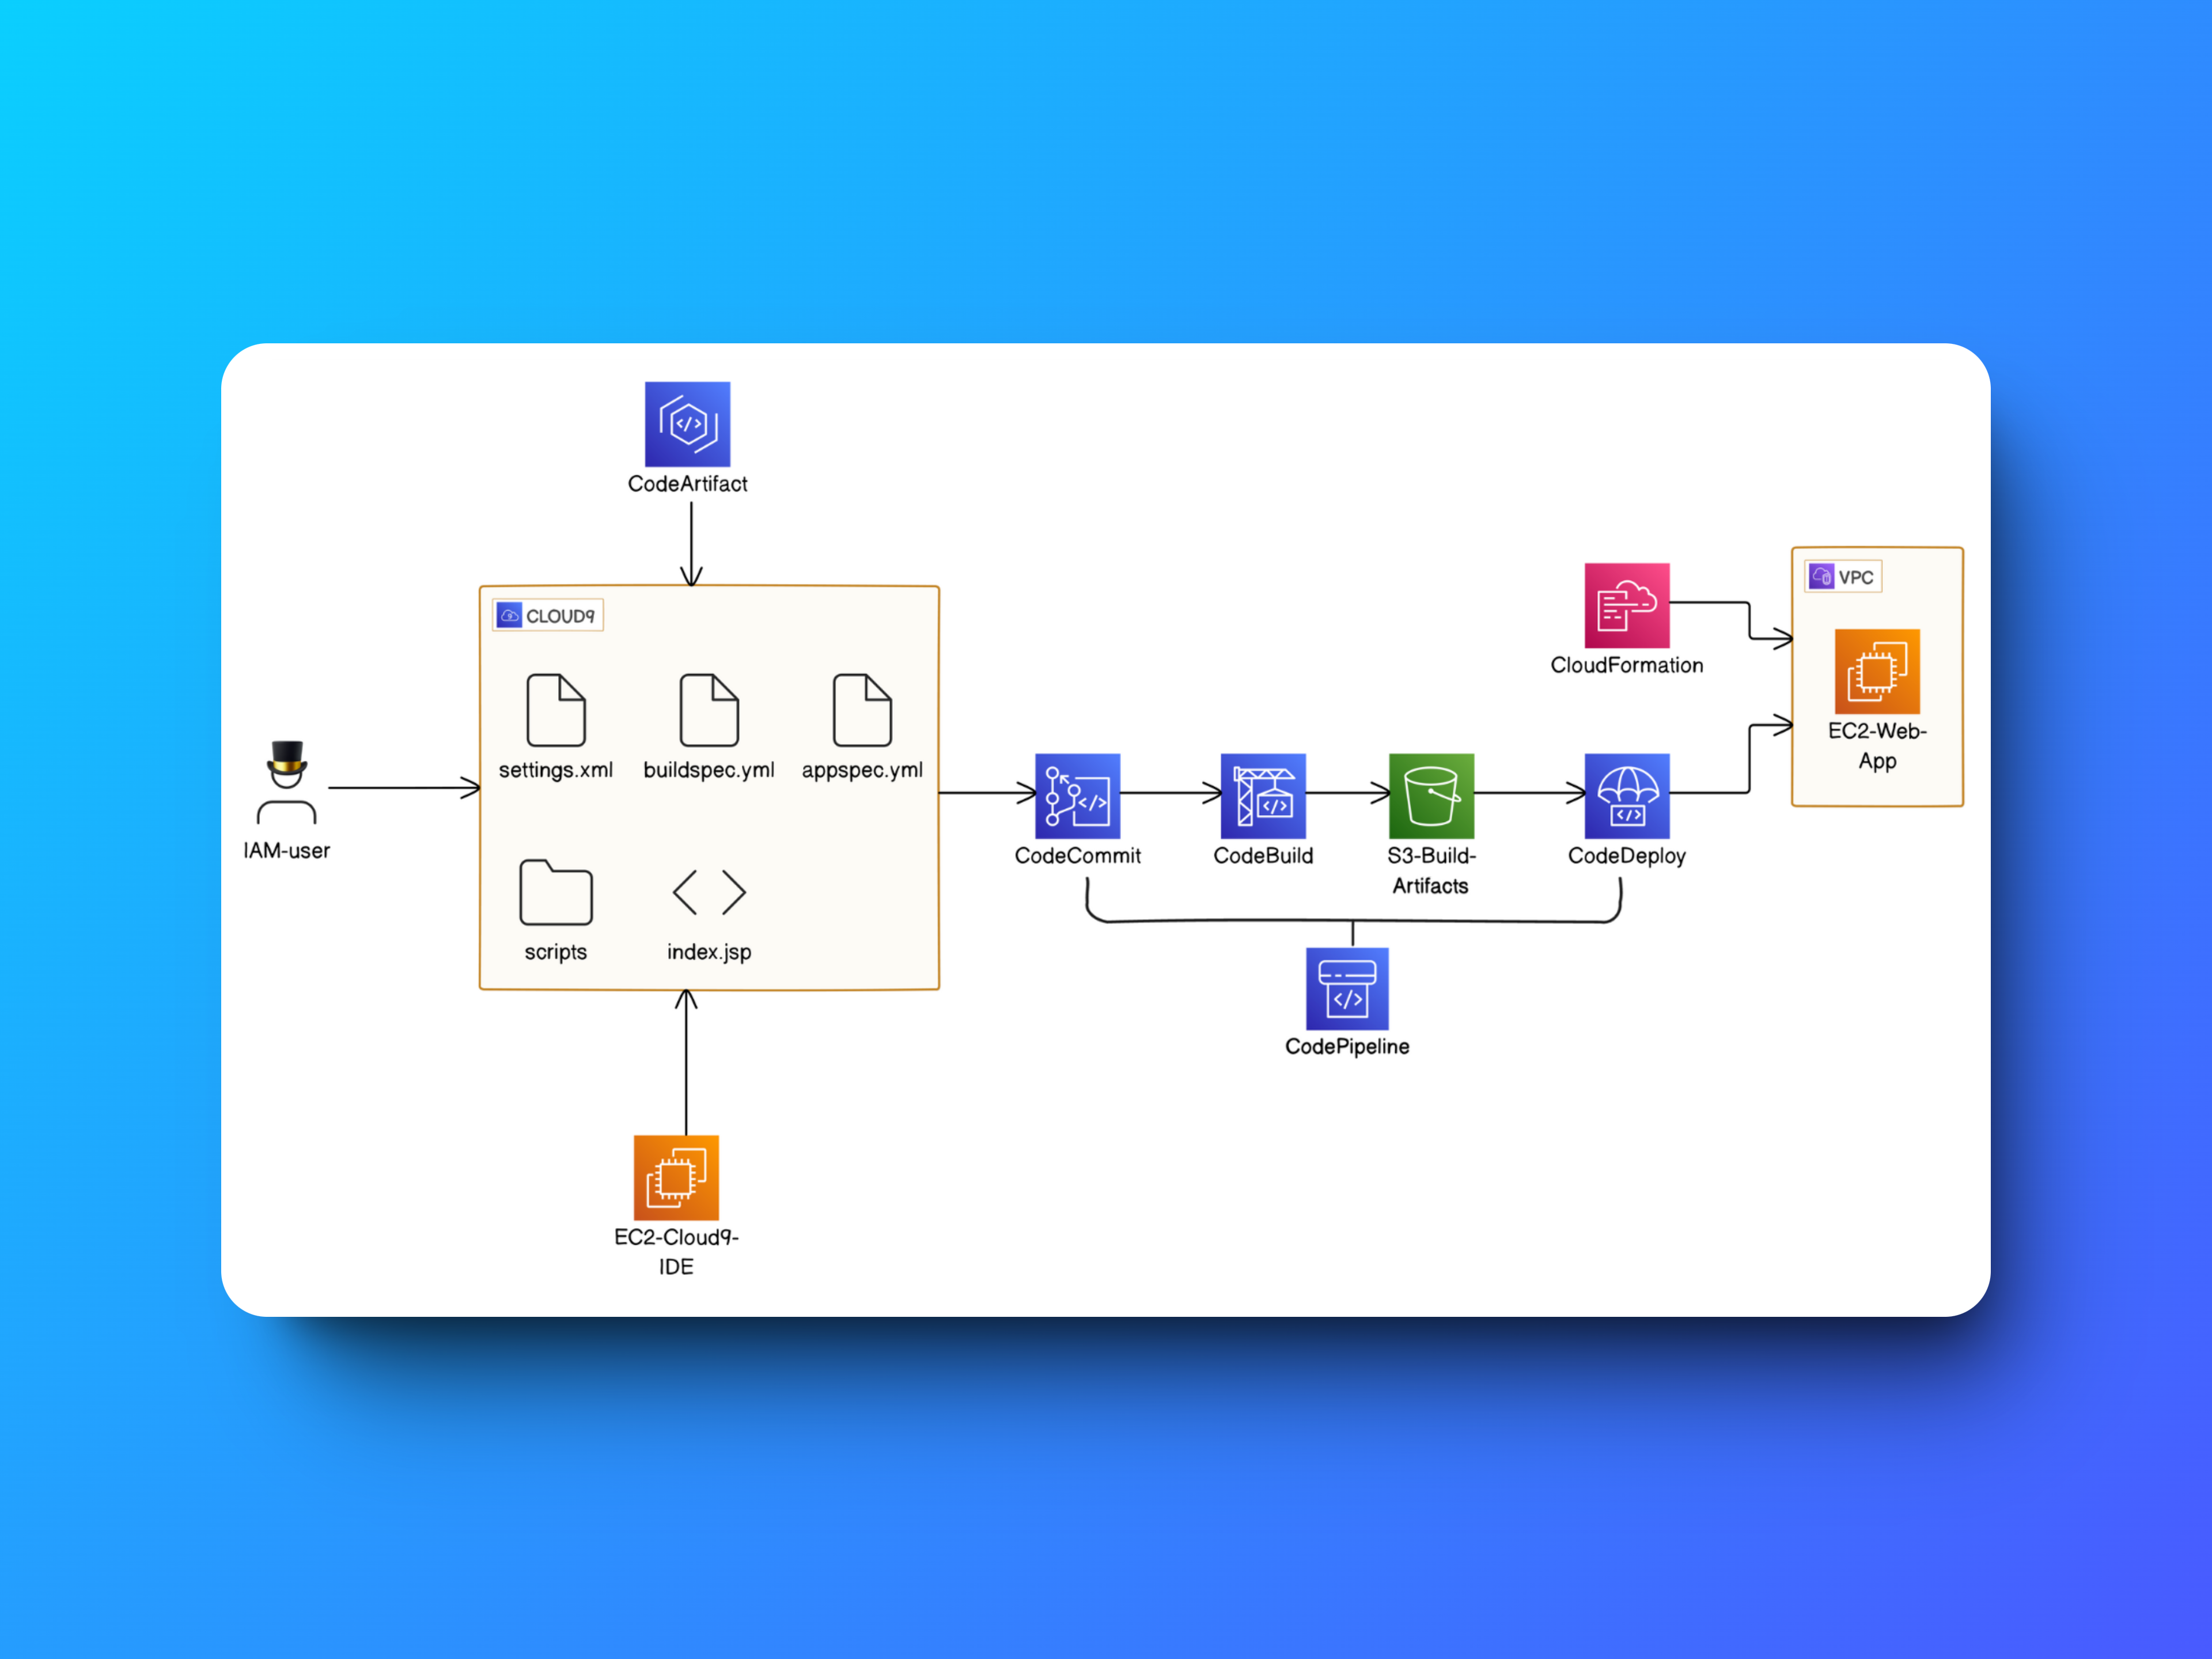 CodeArtifact
CLOUD9
settings.xml
buildspec.yml
appspec.yml
scripts
index.jsp
IAM-user
EC2-Cloud9-
IDE
CodeCommit
CodeBuild
S3-Build-
Artifacts
CodeDeploy
CodePipeline
CloudFormation
VPC
EC2-Web-
App